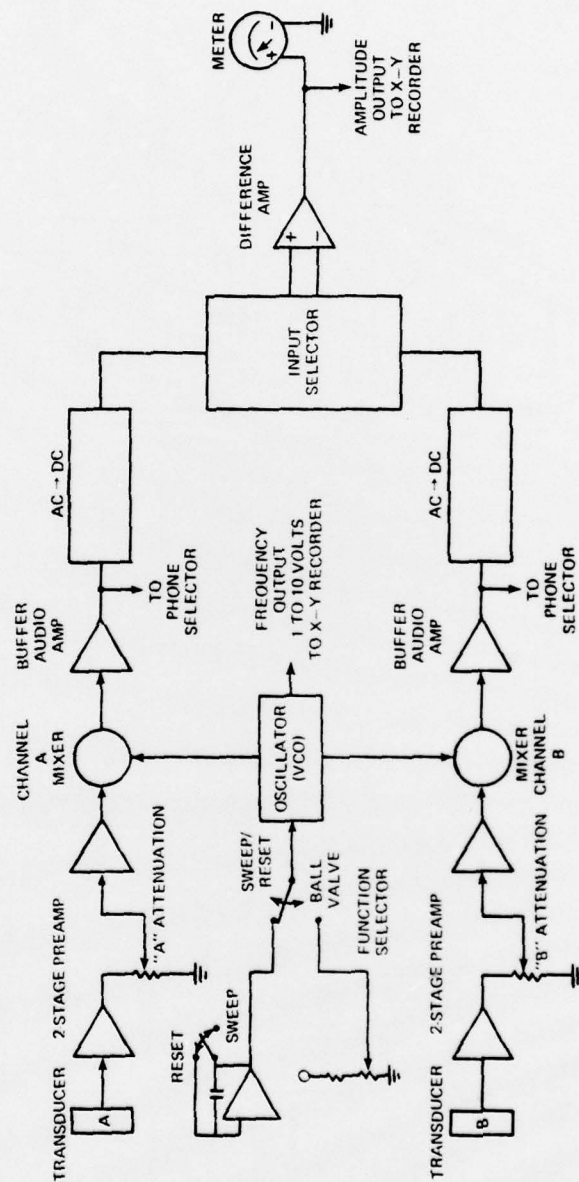 TRANSDUCER
A
2 STAGE PREAMP
"A" ATTENUATION
CHANNEL
A
MIXER
BUFFER
AUDIO
AMP
TO
PHONE
SELECTOR
AC → DC
RESET
SWEEP
SWEEP/
RESET
BALL
VALVE
FUNCTION
SELECTOR
OSCILLATOR
(VCO)
FREQUENCY
OUTPUT
1 TO 10 VOLTS
TO X-Y RECORDER
INPUT
SELECTOR
DIFFERENCE
AMP
+
-
METER
+
-
AMPLITUDE
OUTPUT
TO X-Y
RECORDER
TRANSDUCER
B
2-STAGE PREAMP
"B" ATTENUATION
MIXER
CHANNEL
B
BUFFER
AUDIO
AMP
TO
PHONE
SELECTOR
AC → DC